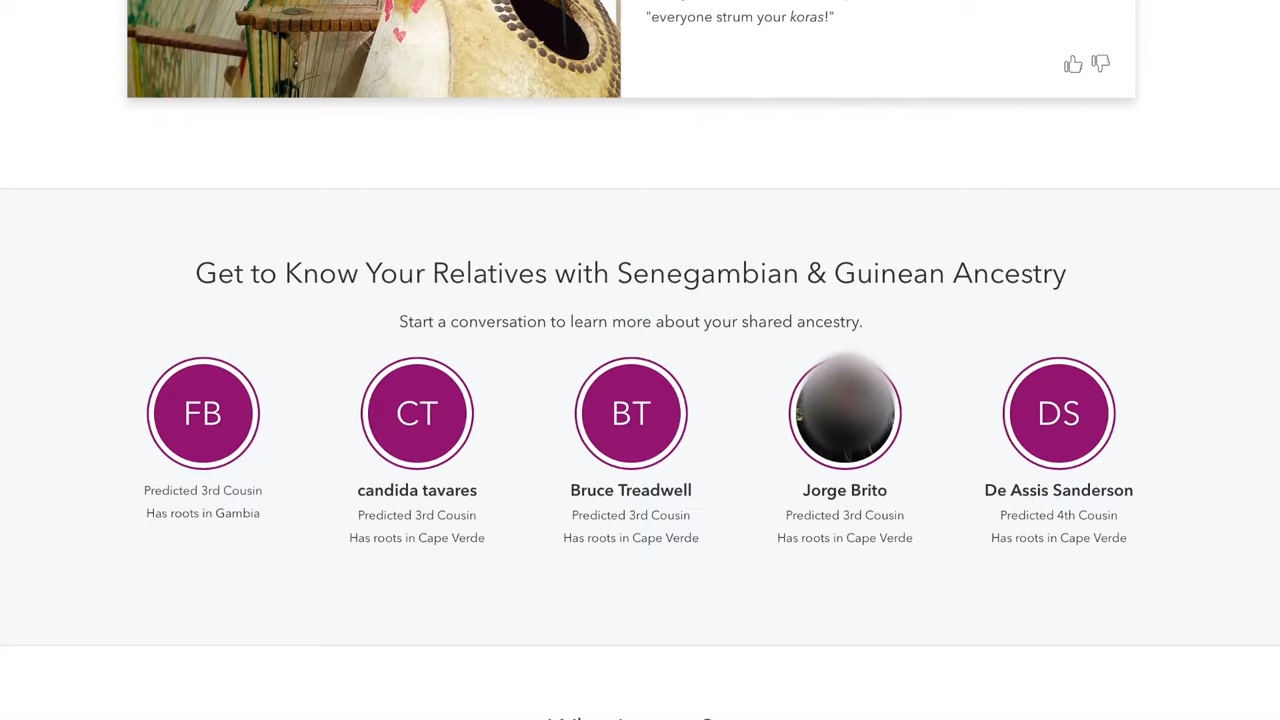 "everyone strum your koras!"
Get to Know Your Relatives with Senegambian & Guinean Ancestry
Start a conversation to learn more about your shared ancestry.
FB
CT
BT
DS
Predicted 3rd Cousin
Has roots in Gambia
candida tavares
Predicted 3rd Cousin
Has roots in Cape Verde
Bruce Treadwell
Predicted 3rd Cousin
Has roots in Cape Verde
Jorge Brito
Predicted 3rd Cousin
Has roots in Cape Verde
De Assis Sanderson
Predicted 4th Cousin
Has roots in Cape Verde